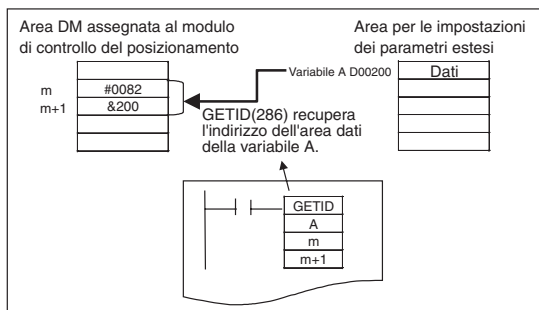 Area DM assegnata al modulo
di controllo del posizionamento
Area per le impostazioni
dei parametri estesi
Variabile A D00200
Dati
m
#0082
m+1
&200
GETID(286) recupera
l'indirizzo dell'area dati
della variabile A.
GETID
A
m
m+1